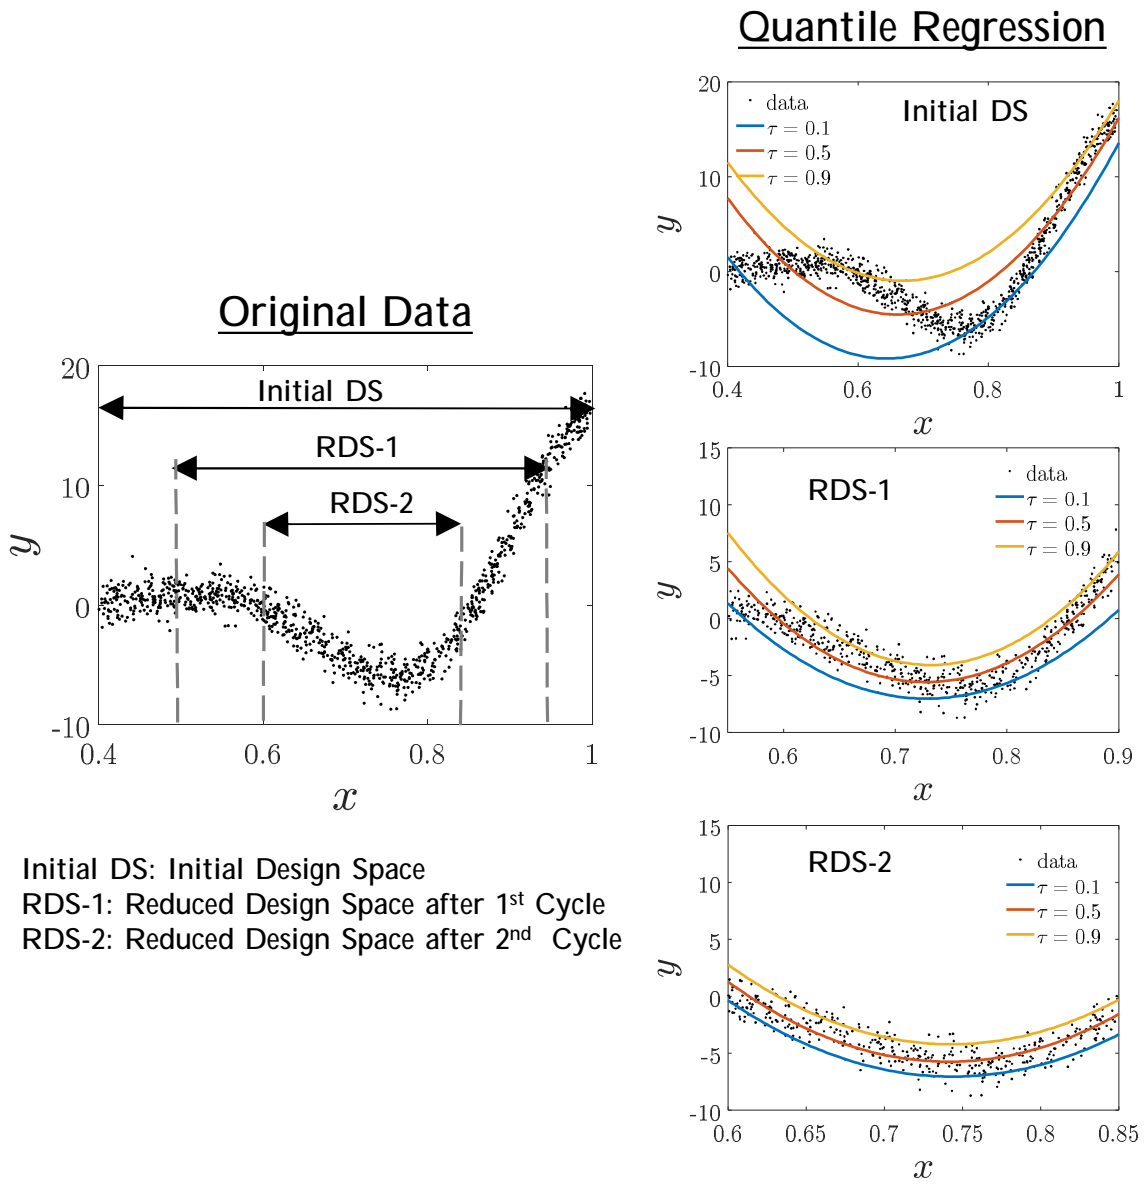 Quantile Regression
20
10
0
-10
0.4
0.6
0.8
1
y
x
data
τ = 0.1
τ = 0.5
τ = 0.9
Initial DS
Original Data
20
10
0
-10
0.4
0.6
0.8
1
y
x
Initial DS
RDS-1
RDS-2
15
10
5
0
-5
-10
0.6
0.7
0.8
0.9
y
x
RDS-1
data
τ = 0.1
τ = 0.5
τ = 0.9
Initial DS: Initial Design Space
RDS-1: Reduced Design Space after 1st Cycle
RDS-2: Reduced Design Space after 2nd Cycle
15
10
5
0
-5
-10
0.6
0.65
0.7
0.75
0.8
0.85
y
x
RDS-2
data
τ = 0.1
τ = 0.5
τ = 0.9